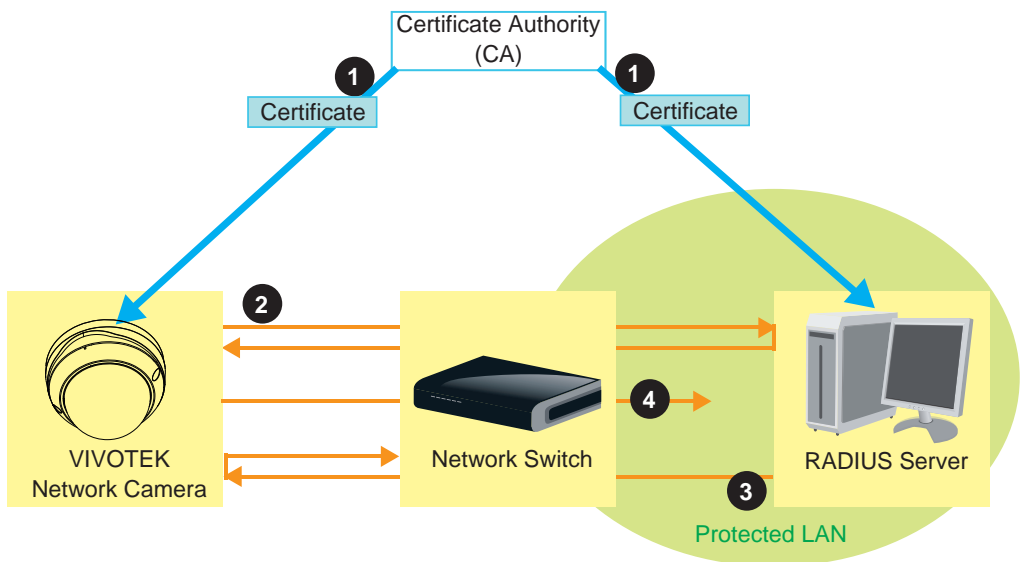 Certificate Authority
(CA)
1
1
Certificate
Certificate
2
4
VIVOTEK
Network Camera
Network Switch
RADIUS Server
3
Protected LAN